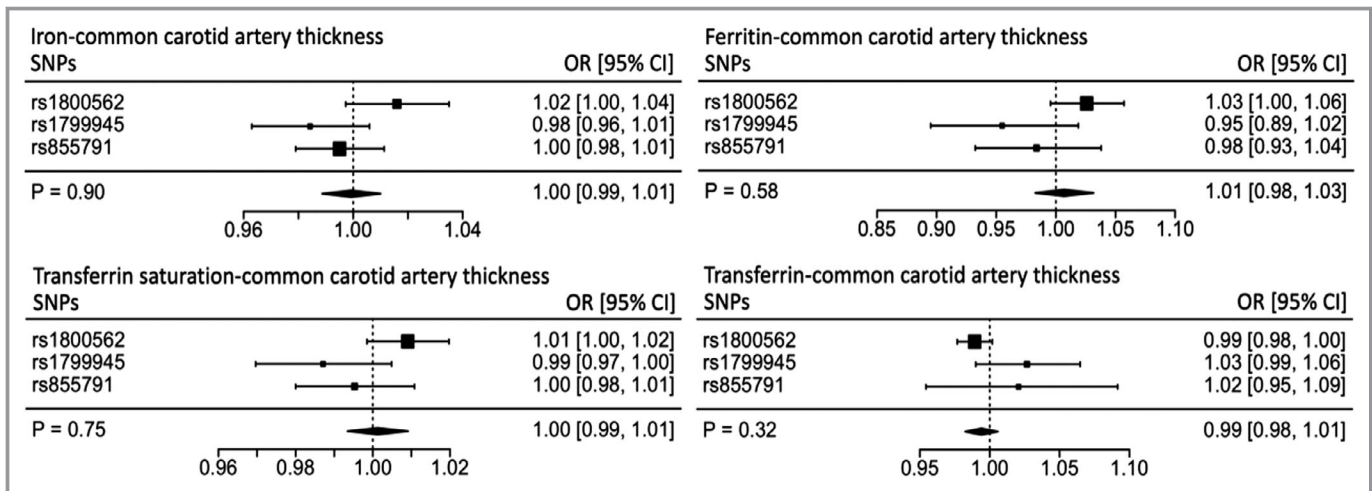 Iron-common carotid artery thickness
SNPs OR [95% CI]
rs1800562 1.02 [1.00, 1.04]
rs1799945 0.98 [0.96, 1.01]
rs855791 1.00 [0.98, 1.01]
P = 0.90 1.00 [0.99, 1.01]
0.96 1.00 1.04
Ferritin-common carotid artery thickness
SNPs OR [95% CI]
rs1800562 1.03 [1.00, 1.06]
rs1799945 0.95 [0.89, 1.02]
rs855791 0.98 [0.93, 1.04]
P = 0.58 1.01 [0.98, 1.03]
0.85 0.90 0.95 1.00 1.05 1.10
Transferrin saturation-common carotid artery thickness
SNPs OR [95% CI]
rs1800562 1.01 [1.00, 1.02]
rs1799945 0.99 [0.97, 1.00]
rs855791 1.00 [0.98, 1.01]
P = 0.75 1.00 [0.99, 1.01]
0.96 0.98 1.00 1.02
Transferrin-common carotid artery thickness
SNPs OR [95% CI]
rs1800562 0.99 [0.98, 1.00]
rs1799945 1.03 [0.99, 1.06]
rs855791 1.02 [0.95, 1.09]
P = 0.32 0.99 [0.98, 1.01]
0.95 1.00 1.05 1.10